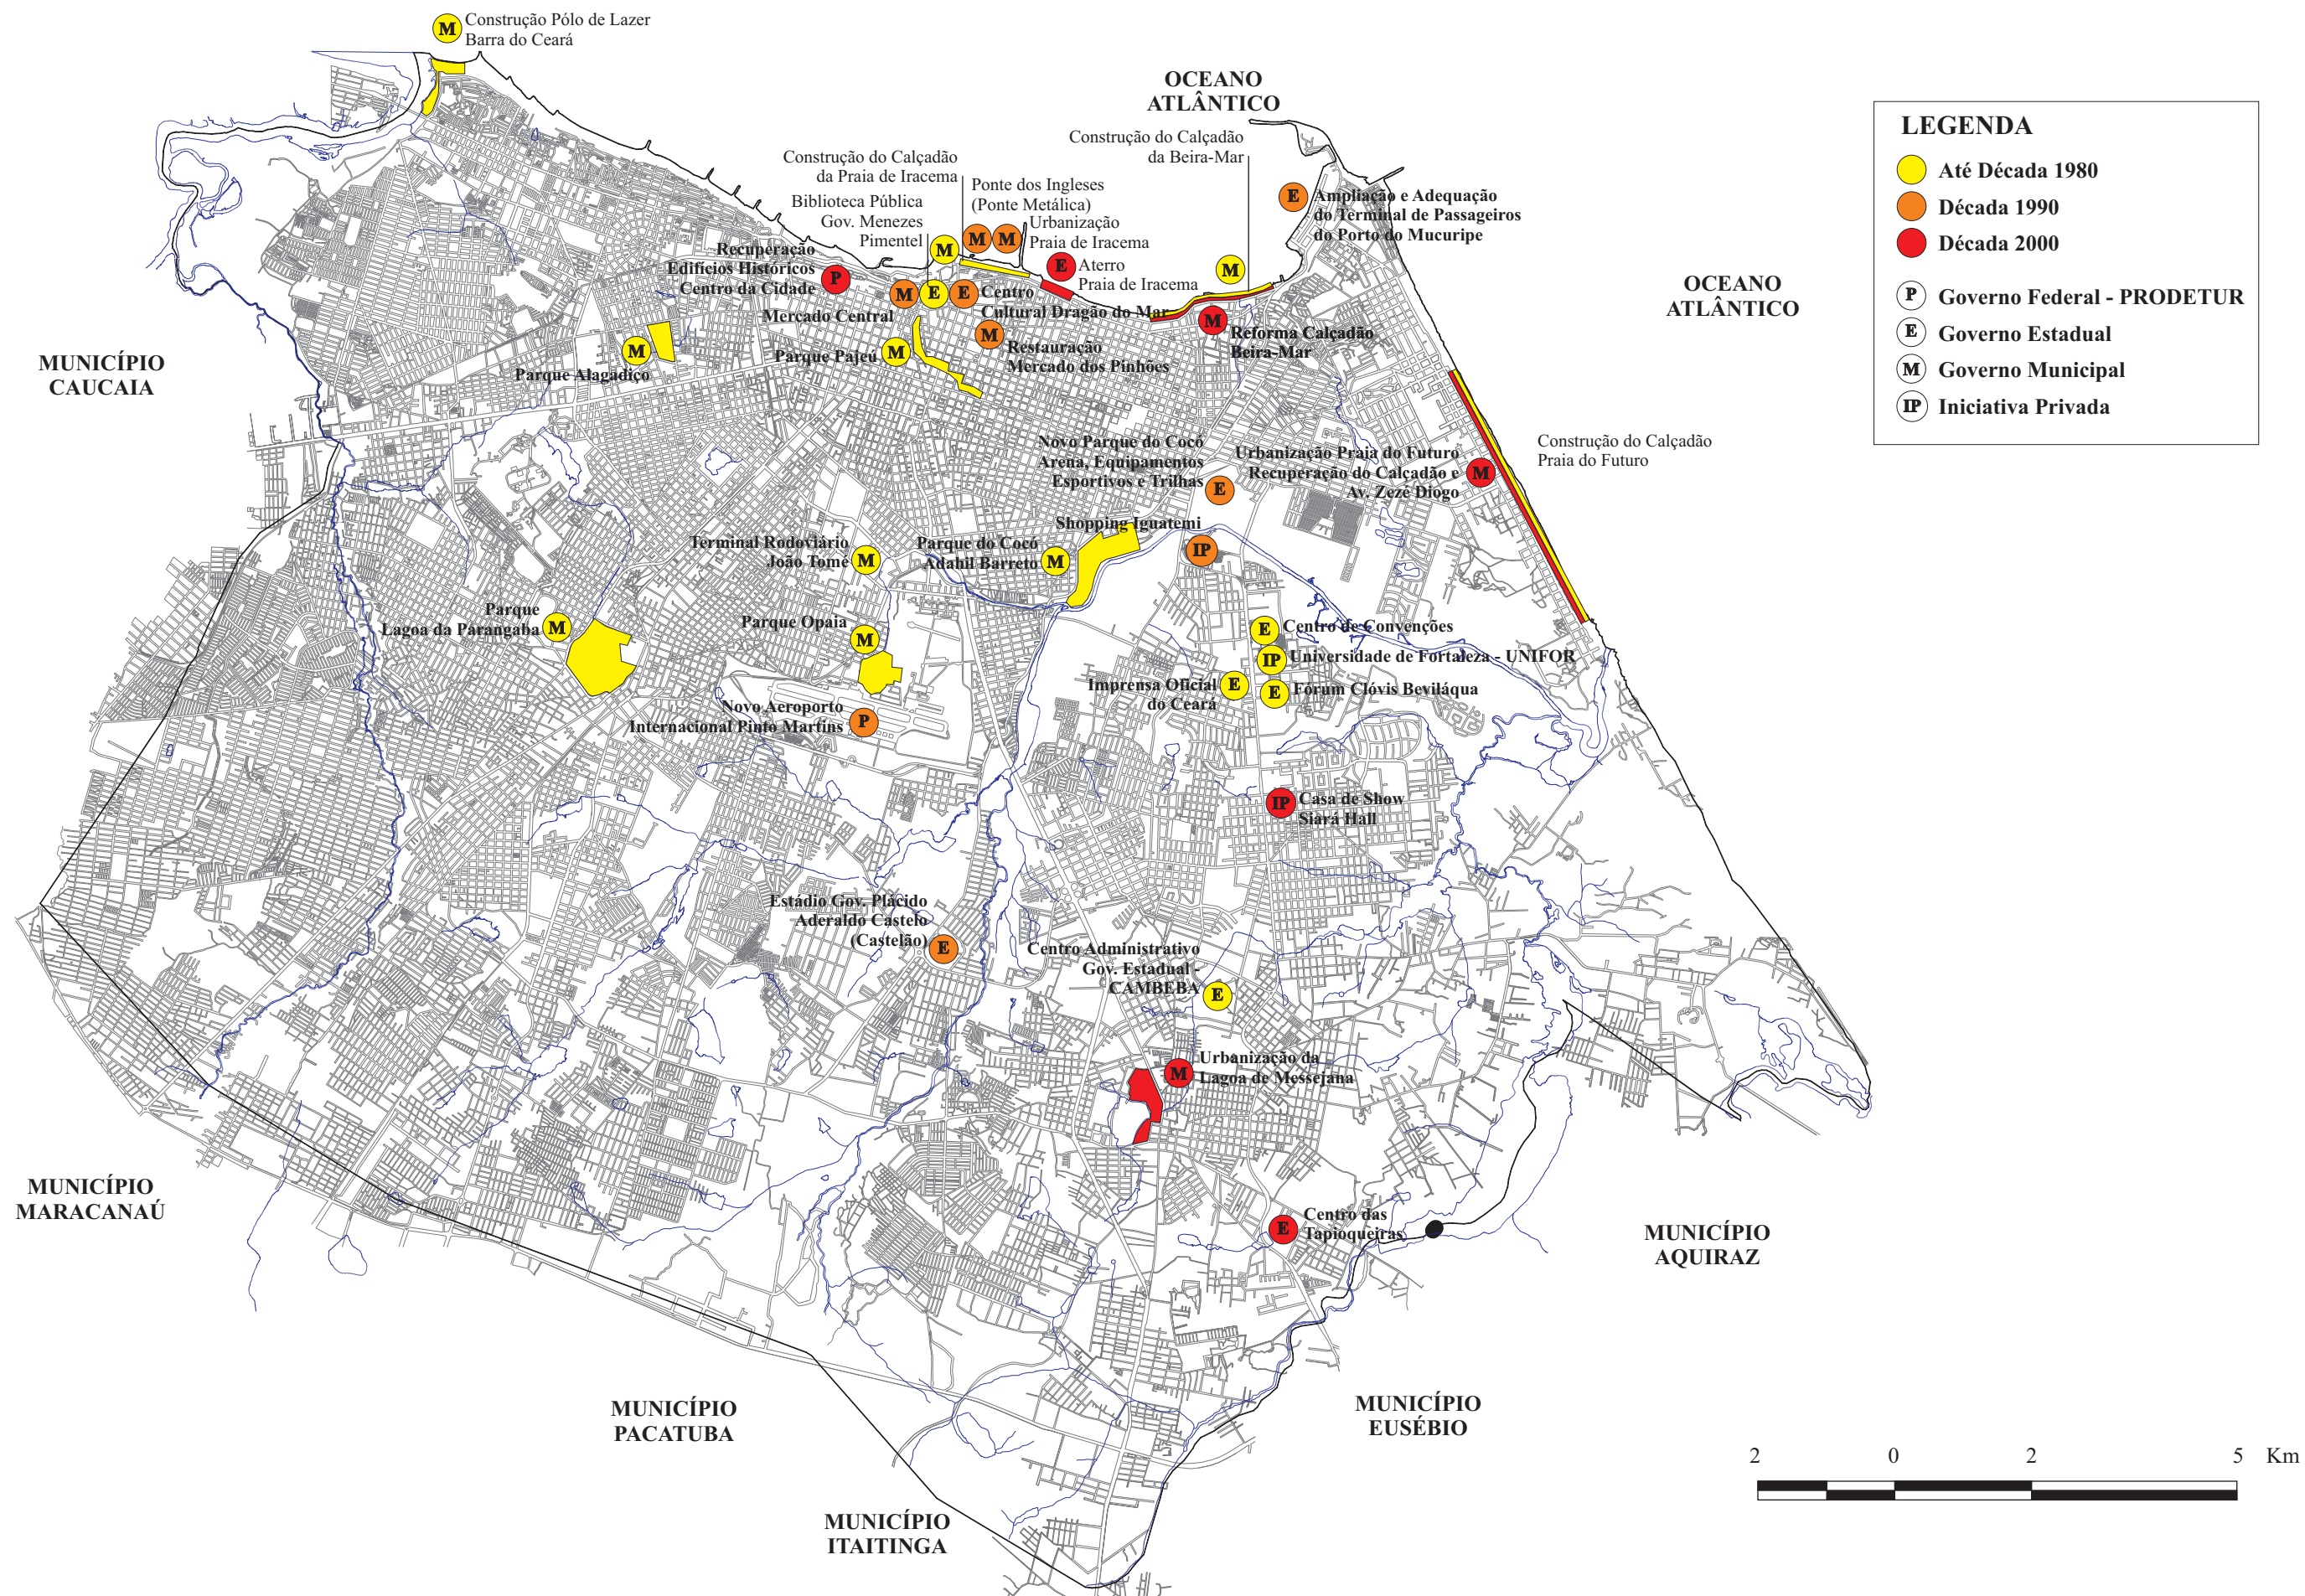 M
Construção Pólo de Lazer
Barra do Ceará
OCEANO
ATLÂNTICO
Construção do Calçadão
da Beira-Mar
Construção do Calçadão
da Praia de Iracema
Ponte dos Ingleses
(Ponte Metálica)
Biblioteca Pública
Gov. Menezes
Pimentel
Urbanização
Praia de Iracema
M
M
M
E
Aterro
Praia de Iracema
M
E
Ampliação e Adequação
do Terminal de Passageiros
do Porto do Mucuripe
Recuperação
Edifícios Históricos
Centro da Cidade
P
M
E
E
Mercado Central
Centro
Cultural Dragão do Mar
M
Restauração
Mercado dos Pinhões
M
Reforma Calçadão
Beira-Mar
Parque Pajeú
M
M
Parque Alagadiço
OCEANO
ATLÂNTICO
LEGENDA
Até Década 1980
Década 1990
Década 2000
P
Governo Federal - PRODETUR
E
Governo Estadual
M
Governo Municipal
IP
Iniciativa Privada
MUNICÍPIO
CAUCAIA
Novo Parque do Cocó
Arena, Equipamentos
Esportivos e Trilhas
E
Urbanização Praia do Futuro
Recuperação do Calçadão e
Av. Zezé Diogo
M
Construção do Calçadão
Praia do Futuro
Shopping Iguatemi
IP
Terminal Rodoviário
João Tomé
M
Parque do Cocó
Adahil Barreto
M
Parque
Lagoa da Parangaba
M
Parque Opaia
M
E
Centro de Convenções
IP
Universidade de Fortaleza - UNIFOR
Imprensa Oficial
do Ceará
E
E
Fórum Clóvis Beviláqua
Novo Aeroporto
Internacional Pinto Martins
P
IP
Casa de Show
Siará Hall
Estádio Gov. Plácido
Aderaldo Castelo
(Castelão)
E
Centro Administrativo
Gov. Estadual -
CAMBEBA
E
M
Urbanização da
Lagoa de Messejana
E
Centro das
Tapioqueiras
MUNICÍPIO
MARACANAÚ
MUNICÍPIO
AQUIRAZ
MUNICÍPIO
PACATUBA
MUNICÍPIO
EUSÉBIO
MUNICÍPIO
ITAITINGA
2 0 2 5 Km